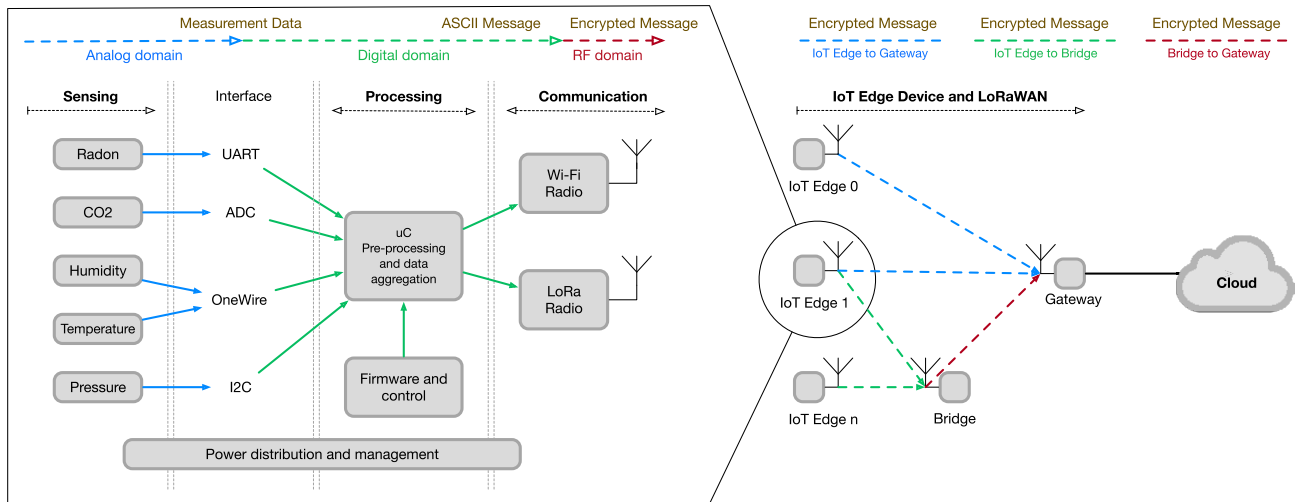 Measurement Data
ASCII Message
Encrypted Message
Analog domain
Digital domain
RF domain
Sensing
Interface
Processing
Communication
Radon
UART
CO2
ADC
Humidity
OneWire
Temperature
Pressure
I2C
uC
Pre-processing
and data
aggregation
Firmware and
control
Wi-Fi
Radio
LoRa
Radio
Power distribution and management
Encrypted Message
Encrypted Message
Encrypted Message
IoT Edge to Gateway
IoT Edge to Bridge
Bridge to Gateway
IoT Edge Device and LoRaWAN
IoT Edge 0
IoT Edge 1
IoT Edge n
Bridge
Gateway
Cloud